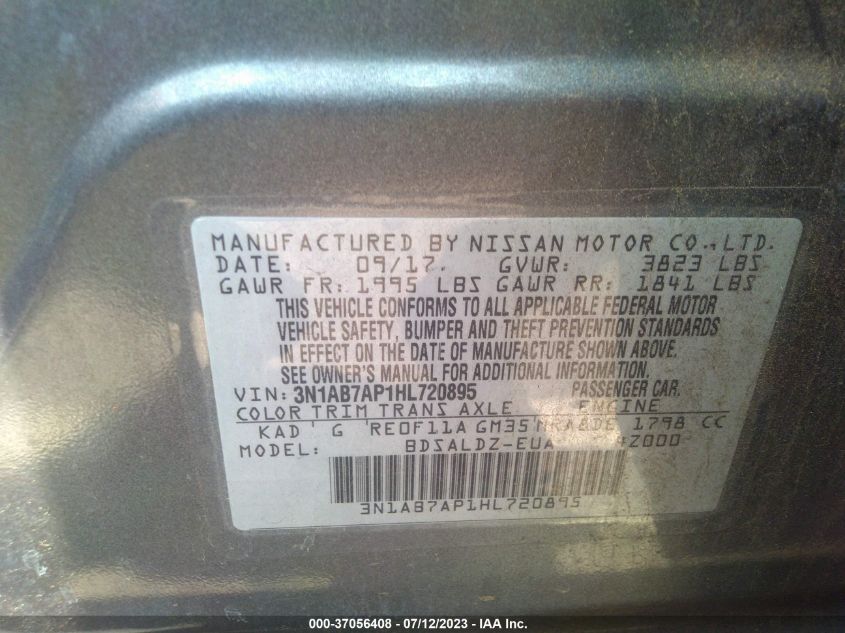 MANUFACTURED BY NISSAN MOTOR CO., LTD.
DATE: 09/17. GVWR: 3823 LBS
GAWR FR: 1995 LBS GAWR RR: 1841 LBS
THIS VEHICLE CONFORMS TO ALL APPLICABLE FEDERAL MOTOR
VEHICLE SAFETY, BUMPER AND THEFT PREVENTION STANDARDS
IN EFFECT ON THE DATE OF MANUFACTURE SHOWN ABOVE.
SEE OWNER'S MANUAL FOR ADDITIONAL INFORMATION.
VIN: 3N1AB7AP1HL720895 PASSENGER CAR.
COLOR TRIM TRANS AXLE ENGINE
KAD G RE0F11A GM35 MRA8DE 1798 CC
MODEL: BDSALDZ-EUA Z000
3N1AB7AP1HL720895
000-37056408 - 07/12/2023 - IAA Inc.